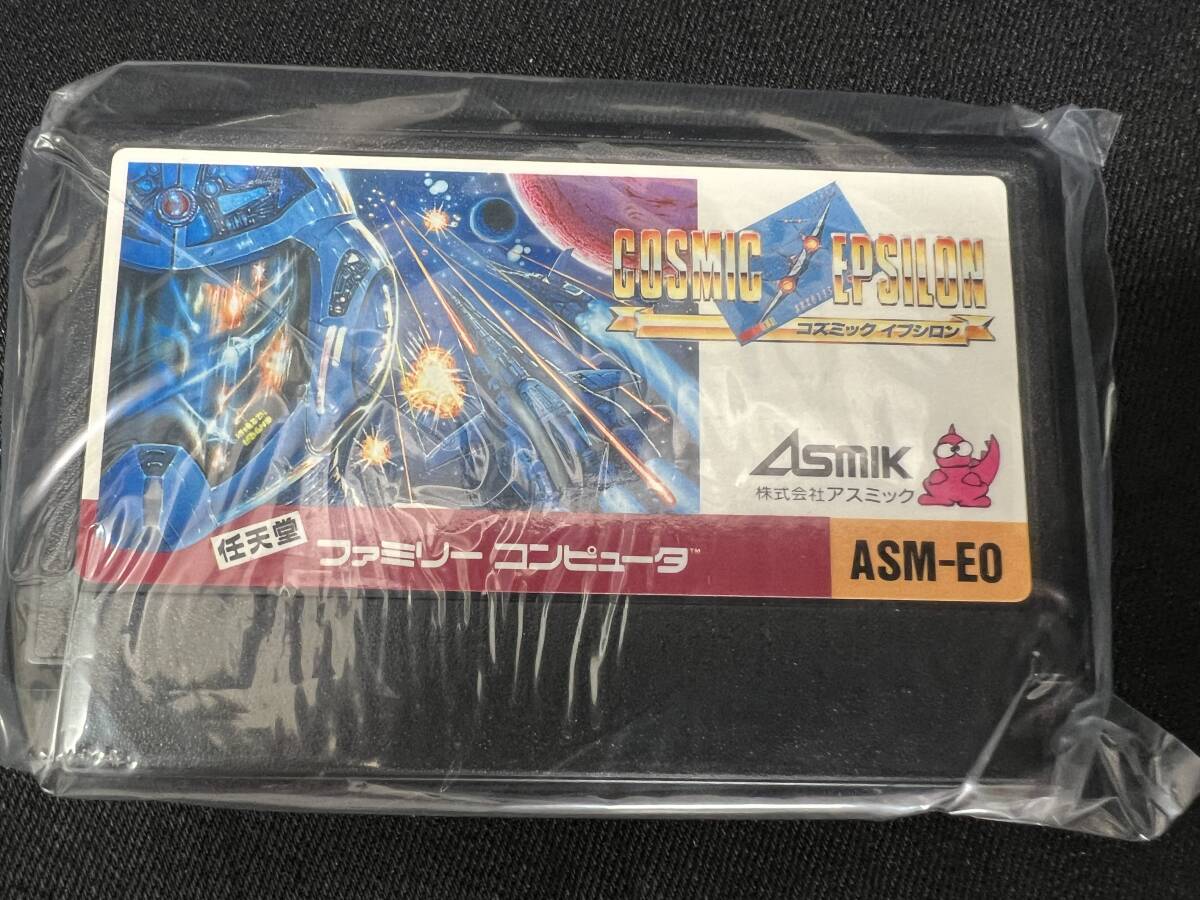 COSMIC EPSILON
コズミック イプシロン
ASMIK
株式会社アスミック
任天堂 ファミリー コンピュータ™
ASM-EO